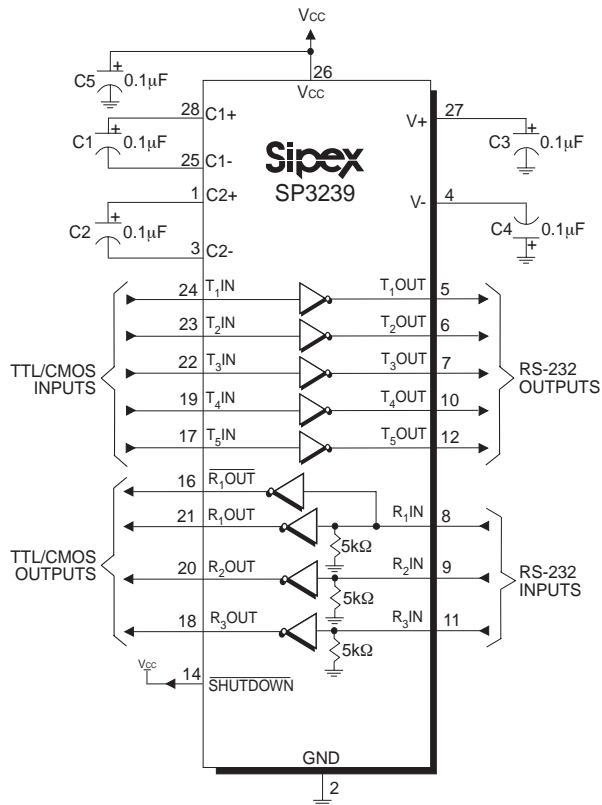 VCC
26
VCC
C5 + 0.1µF
28 C1+
C1 + 0.1µF
25 C1-
1 C2+
C2 + 0.1µF
3 C2-
Sipex
SP3239
V+ 27
C3 + 0.1µF
V- 4
C4 0.1µF +
24 T1IN T1OUT 5
23 T2IN T2OUT 6
22 T3IN T3OUT 7
19 T4IN T4OUT 10
17 T5IN T5OUT 12
TTL/CMOS
INPUTS
RS-232
OUTPUTS
16 R1OUT
21 R1OUT R1IN 8
5kΩ
20 R2OUT R2IN 9
5kΩ
18 R3OUT R3IN 11
5kΩ
TTL/CMOS
OUTPUTS
RS-232
INPUTS
VCC
14 SHUTDOWN
GND
2